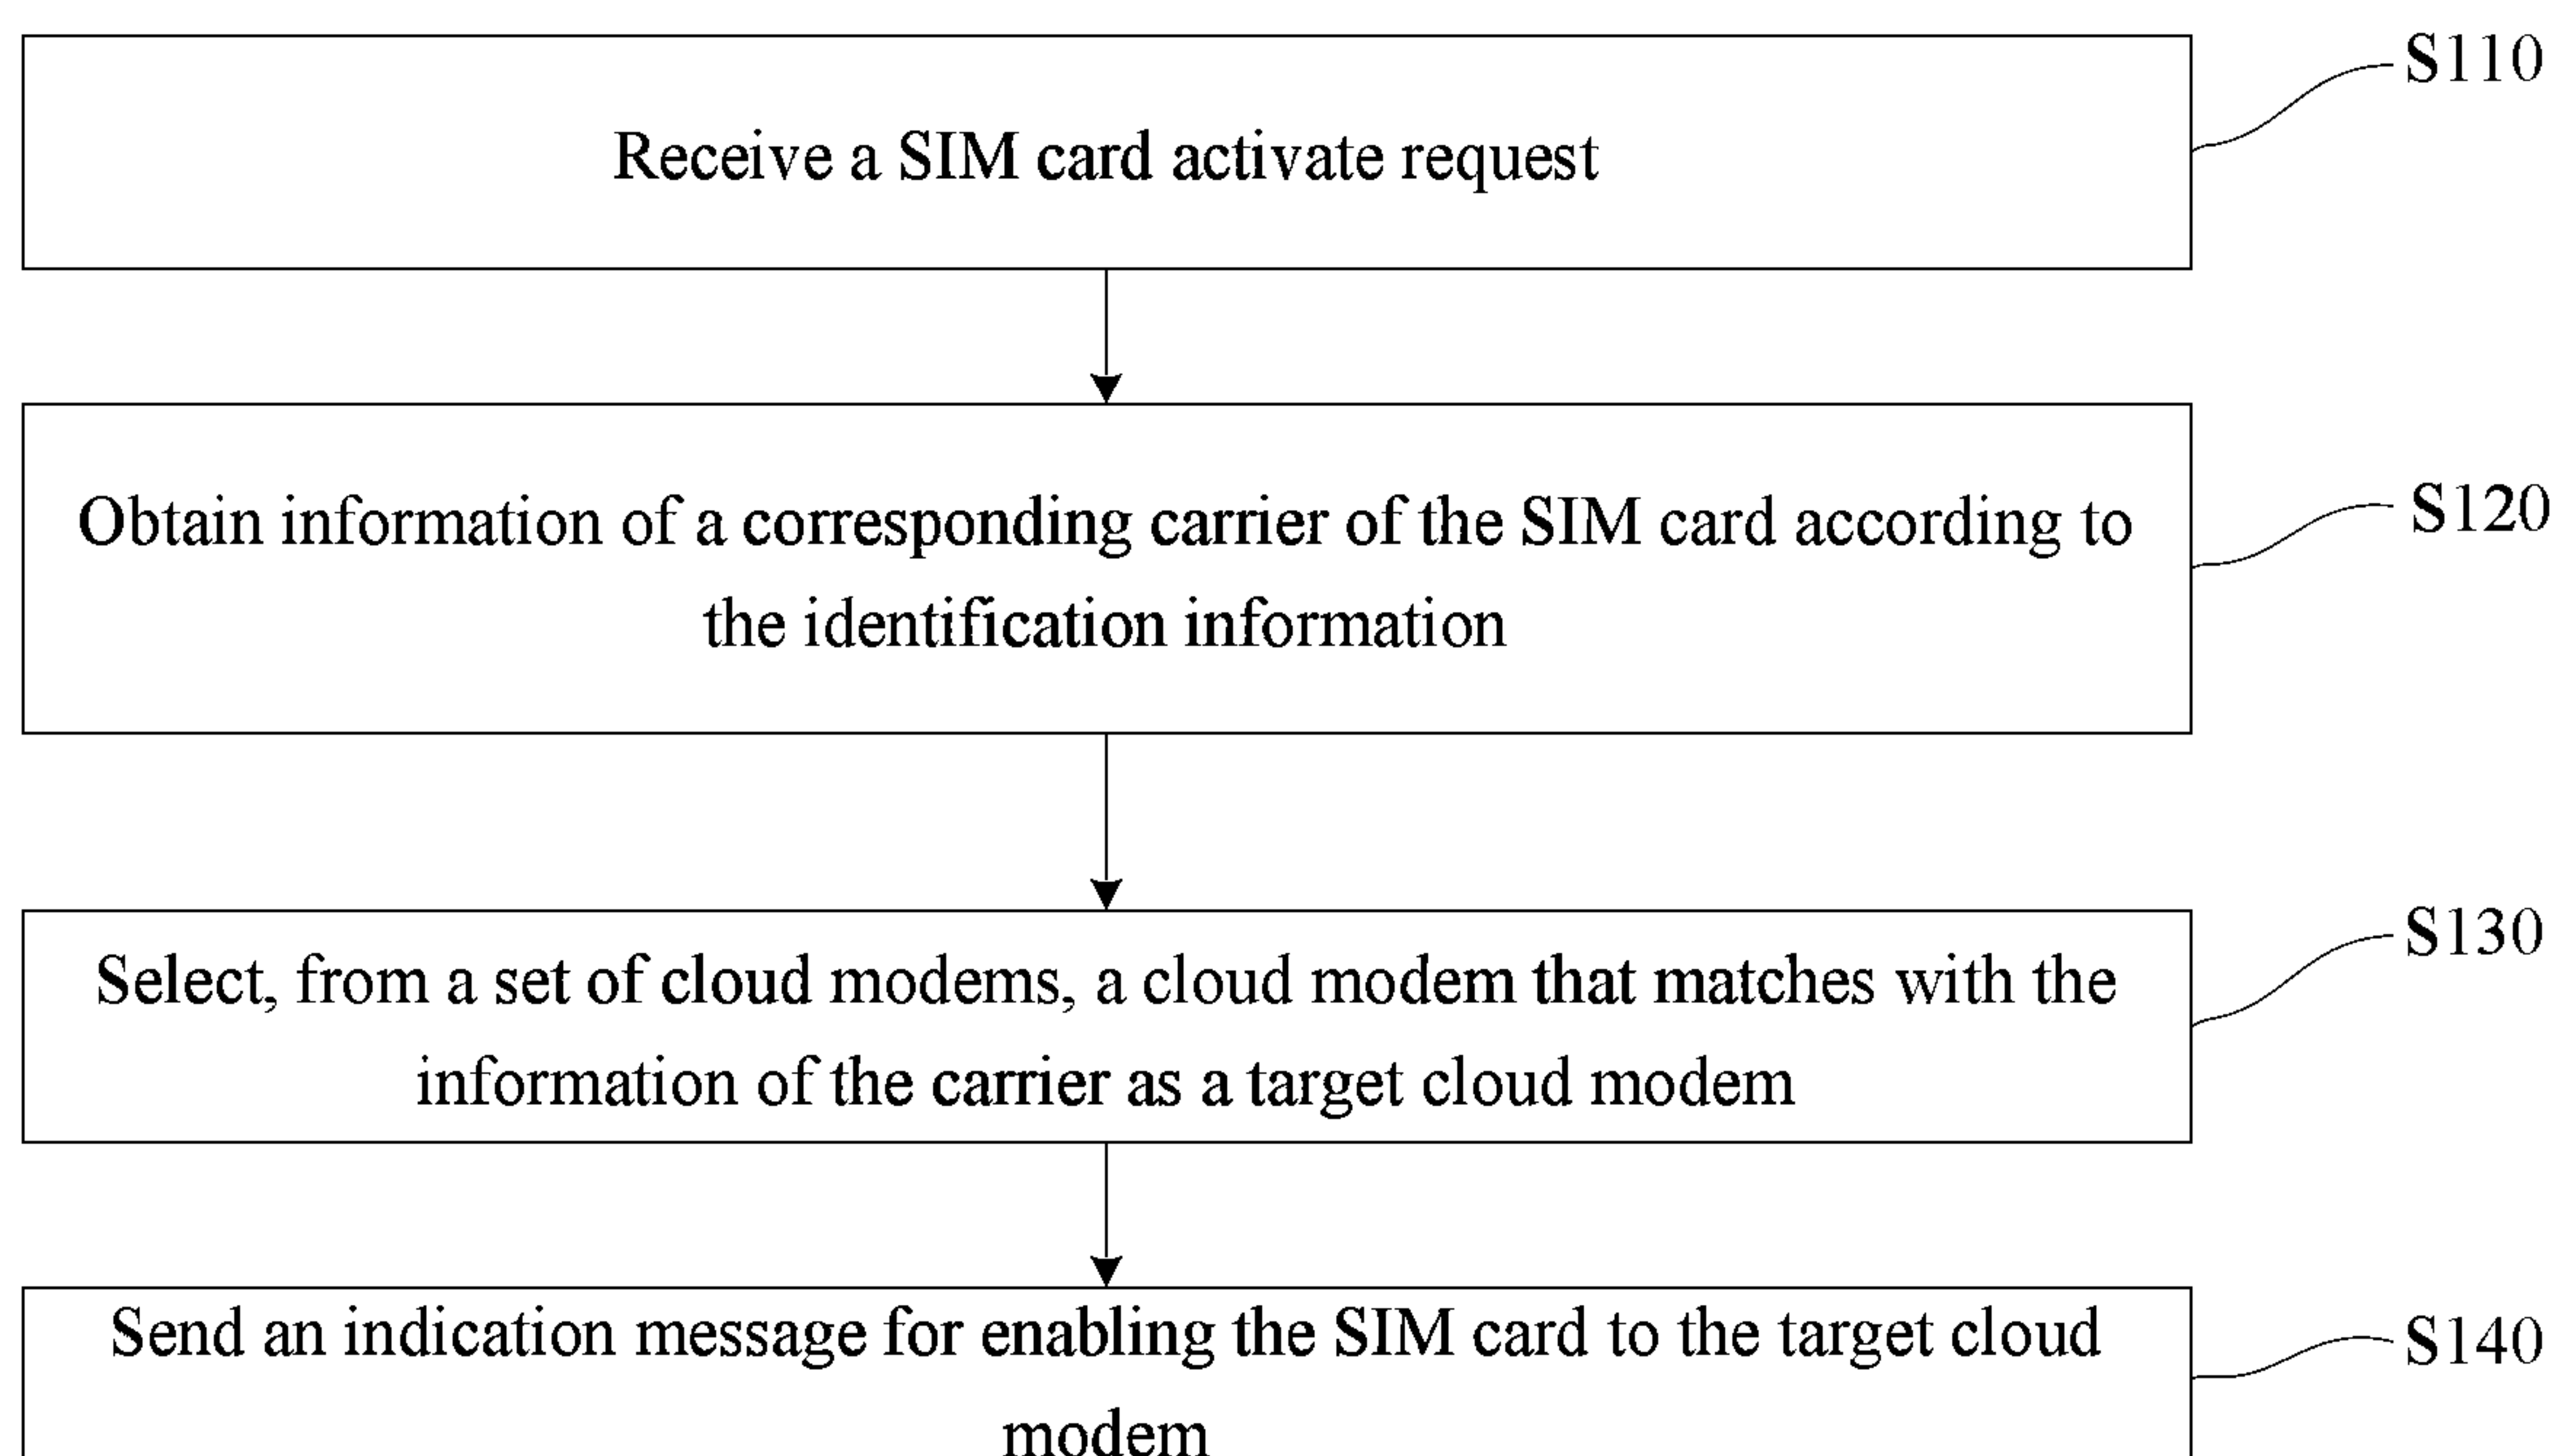 S110
Receive a SIM card activate request
Obtain information of a corresponding carrier of the SIM card according to
the identification information
S120
Select, from a set of cloud modems, a cloud modem that matches with the
information of the carrier as a target cloud modem
S130
Send an indication message for enabling the SIM card to the target cloud
modem
S140